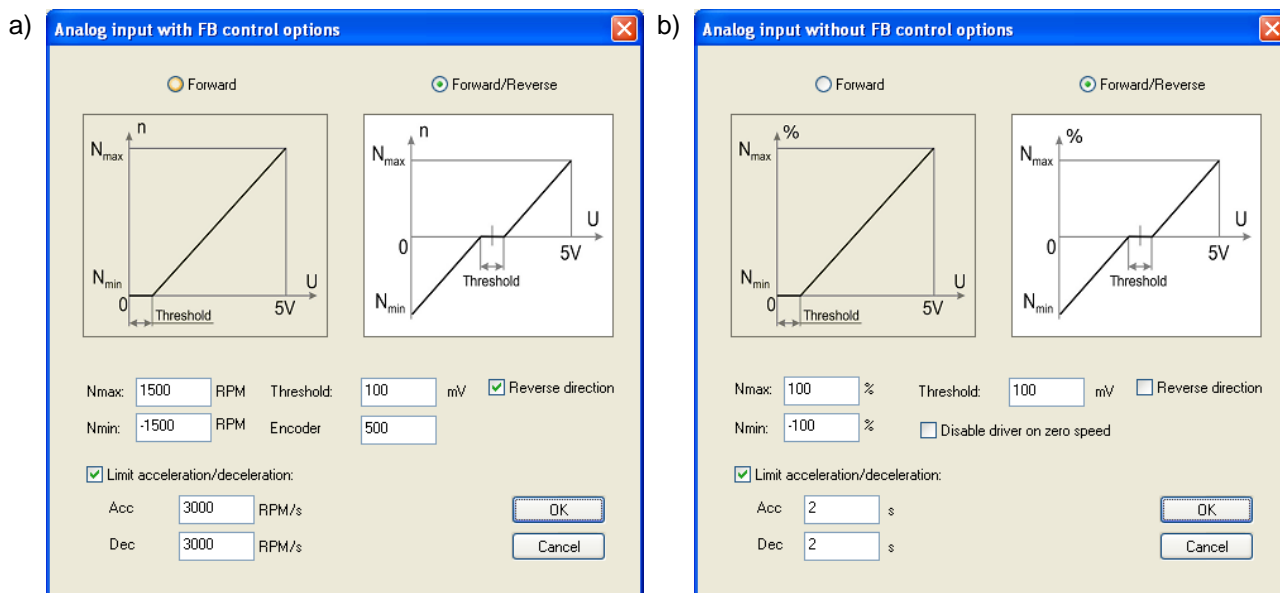 a)
Analog input with FB control options
Forward
Forward/Reverse
n
Nmax
Nmin
0
Threshold
5V
U
n
Nmax
0
Nmin
Threshold
5V
U
Nmax: 1500 RPM Threshold: 100 mV Reverse direction
Nmin: -1500 RPM Encoder 500
Limit acceleration/deceleration:
Acc 3000 RPM/s OK
Dec 3000 RPM/s Cancel
b)
Analog input without FB control options
Forward
Forward/Reverse
%
Nmax
Nmin
0
Threshold
5V
U
%
Nmax
0
Nmin
Threshold
5V
U
Nmax: 100 % Threshold: 100 mV Reverse direction
Nmin: -100 % Disable driver on zero speed
Limit acceleration/deceleration:
Acc 2 s OK
Dec 2 s Cancel